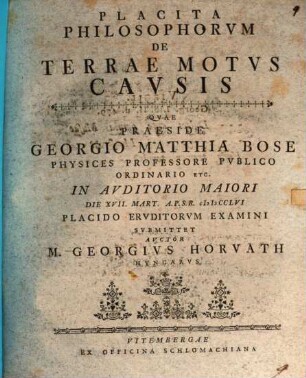 PLACITA
PHILOSOPHORVM
DE
TERRAE MOTVS
CAVSIS
QVAE
PRAESIDE
GEORGIO MATTHIA BOSE
PHYSICES PROFESSORE PVBLICO
ORDINARIO ETC.
IN AVDITORIO MAIORI
DIE XVII. MART. A.P.S.R. cIɔIɔCCLVI
PLACIDO ERVDITORVM EXAMINI
SVBMITTET
AVCTOR
M. GEORGIVS HORVATH
HVNGARVS.
VITEMBERGAE
EX OFFICINA SCHLOMACHIANA